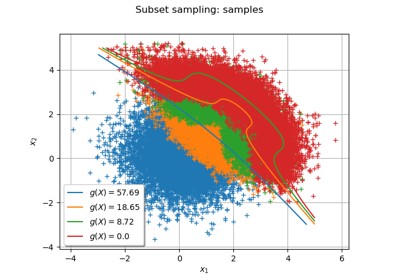 Subset sampling: samples
4
2
0
−2
−4
x₂
g(X) = 57.69
g(X) = 18.65
g(X) = 8.72
g(X) = 0.0
−4 −2 0 2 4 6
x₁